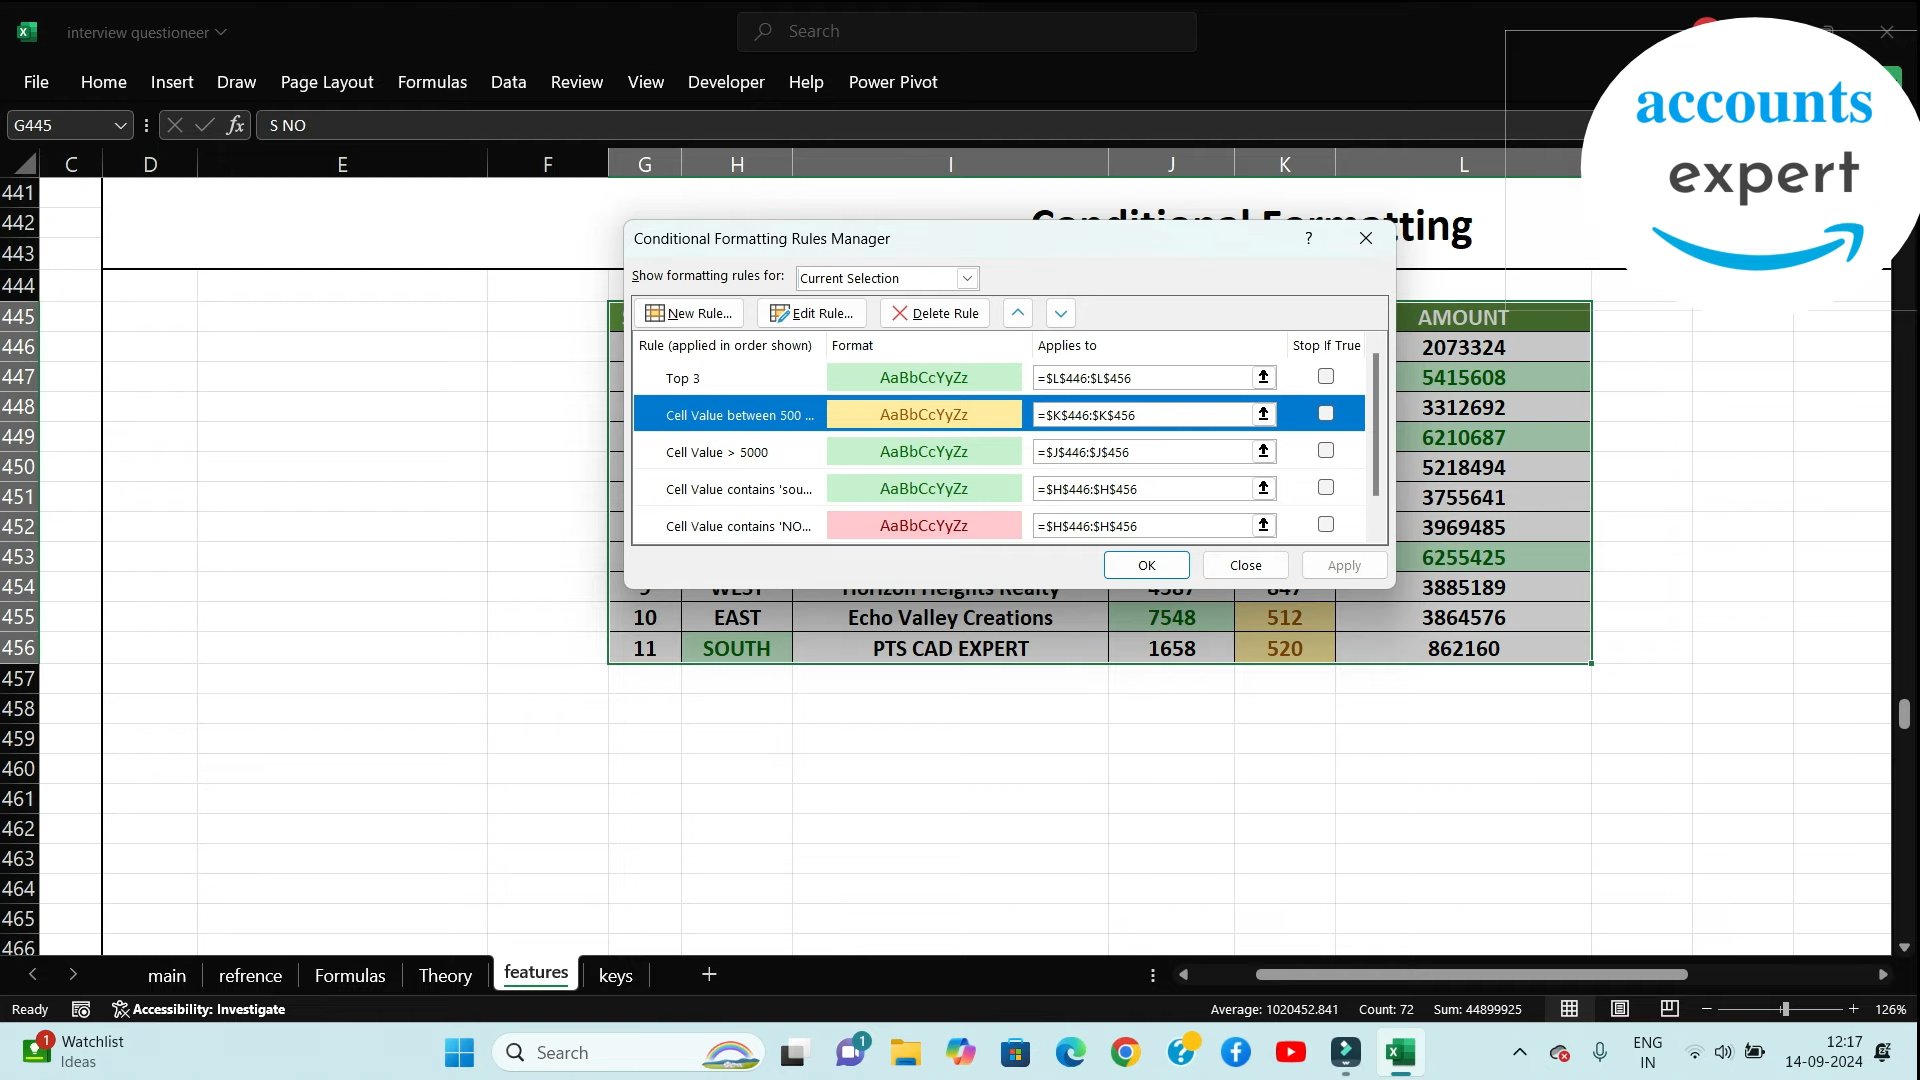 interview questioneer
Search
File Home Insert Draw Page Layout Formulas Data Review View Developer Help Power Pivot
G445 fx S NO
C D E F G H I J K L
accounts
expert
441
442
443
444
445
446
447
448
449
450
451
452
453
454
455
456
457
458
459
460
461
462
463
464
465
466
Conditional Formatting Rules Manager ?
Show formatting rules for: Current Selection
New Rule... Edit Rule... Delete Rule
Rule (applied in order shown) Format Applies to Stop If True
Top 3 AaBbCcYyZz =$L$446:$L$456
Cell Value between 500 ... AaBbCcYyZz =$K$446:$K$456
Cell Value > 5000 AaBbCcYyZz =$J$446:$J$456
Cell Value contains 'sou... AaBbCcYyZz =$H$446:$H$456
Cell Value contains 'NO... AaBbCcYyZz =$H$446:$H$456
OK Close Apply
AMOUNT
2073324
5415608
3312692
6210687
5218494
3755641
3969485
6255425
3885189
10 EAST Echo Valley Creations 7548 512 3864576
11 SOUTH PTS CAD EXPERT 1658 520 862160
main refrence Formulas Theory features keys
Ready Accessibility: Investigate Average: 1020452.841 Count: 72 Sum: 44899925 126%
1 Watchlist
Ideas
Search
1
ENG
IN
12:17
14-09-2024